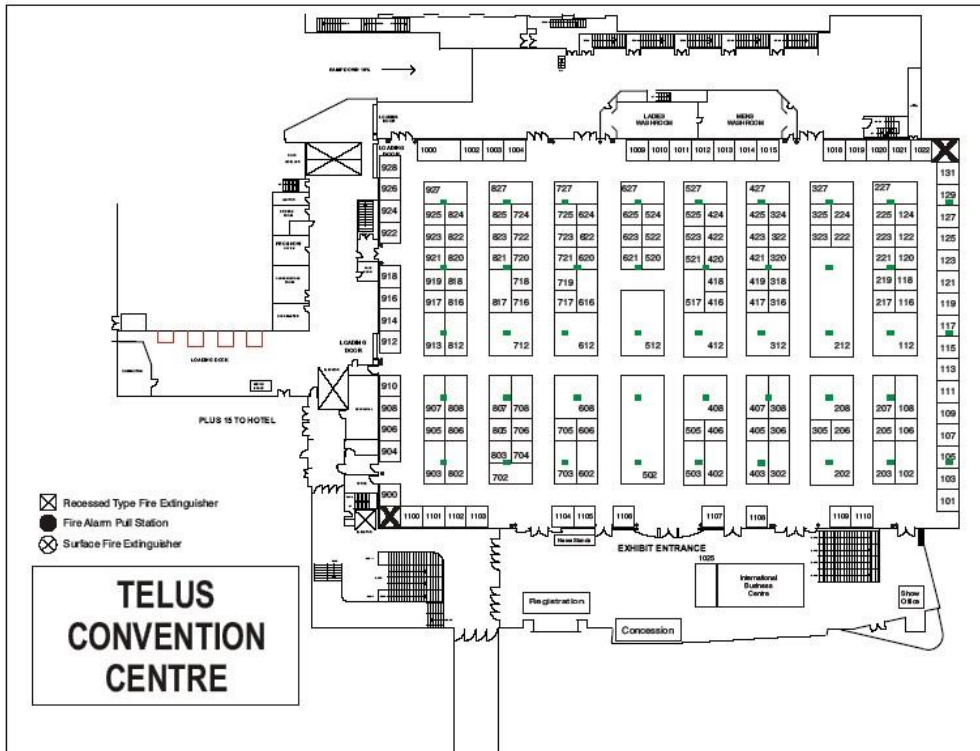 RAMP DOWN 10%
LADIES
WASHROOM
MENS
WASHROOM
LOADING
DOOR
1000 1002 1003 1004 1009 1010 1011 1012 1013 1014 1015 1018 1019 1020 1021 1022
928
926
924
922
918
916
914
912
910
908
906
904
900
927 827 727 627 527 427 327 227
925 824 825 724 725 624 625 524 525 424 425 324 325 224 225 124
923 822 823 722 723 622 623 522 523 422 423 322 323 222 223 122
921 820 821 720 721 620 621 520 521 420 421 320 221 120
919 818 718 719 418 419 318 219 118
917 816 817 716 717 616 517 416 417 316 217 116
913 812 712 612 512 412 312 212 112
907 808 807 708 608 408 407 308 208 207 108
905 806 805 706 705 606 505 406 405 306 305 206 205 106
803 704
903 802 702 703 602 502 503 402 403 302 202 203 102
131
129
127
125
123
121
119
117
115
113
111
109
107
105
103
101
LOADING
DOOR
LOADING DOCK
PLUS 15 TO HOTEL
1100 1101 1102 1103 1104 1105 1106 1107 1108 1109 1110
News Stands
EXHIBIT ENTRANCE
1025
International
Business
Centre
Show
Office
Registration
Concession
Recessed Type Fire Extinguisher
Fire Alarm Pull Station
Surface Fire Extinguisher
TELUS
CONVENTION
CENTRE